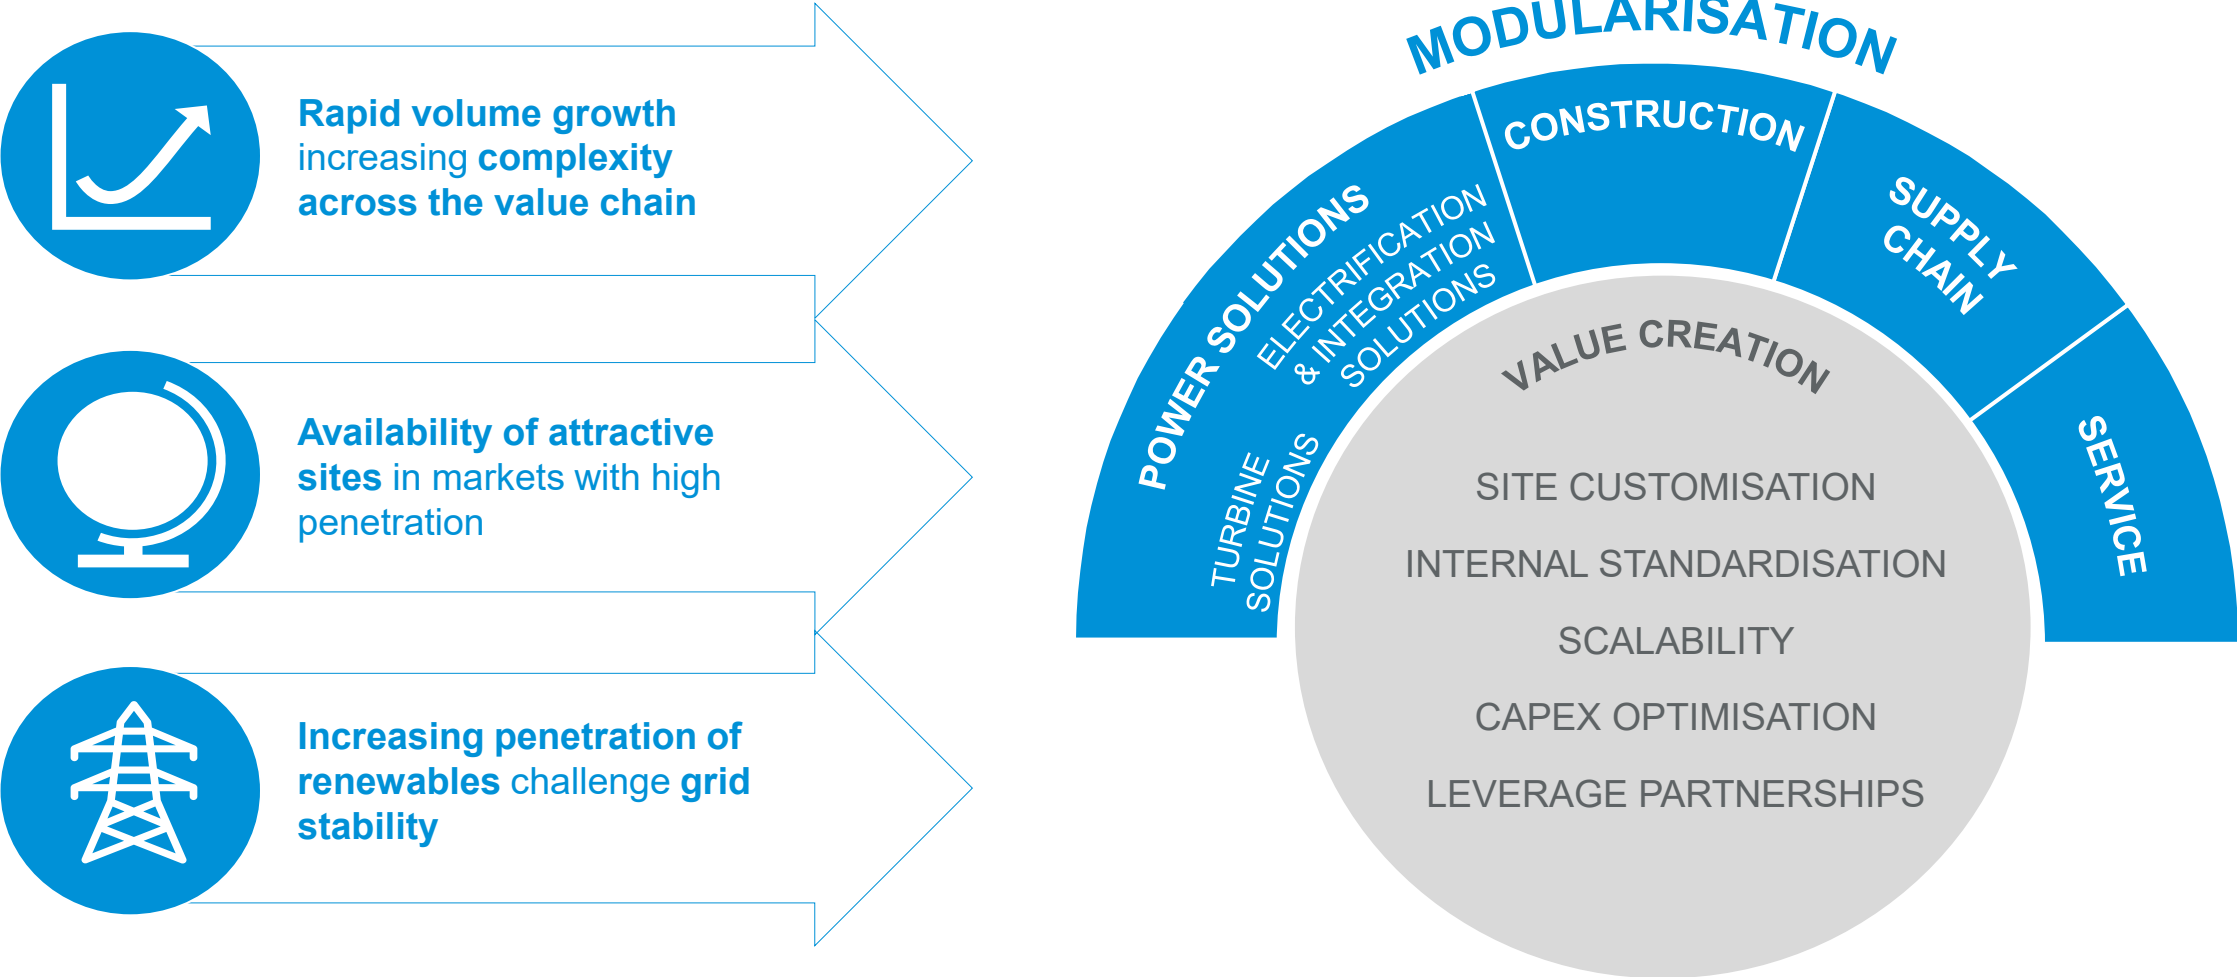 Rapid volume growth
increasing complexity
across the value chain
Availability of attractive
sites in markets with high
penetration
Increasing penetration of
renewables challenge grid
stability
MODULARISATION
POWER SOLUTIONS
TURBINE
SOLUTIONS
ELECTRIFICATION
& INTEGRATION
SOLUTIONS
CONSTRUCTION
SUPPLY
CHAIN
SERVICE
VALUE CREATION
SITE CUSTOMISATION
INTERNAL STANDARDISATION
SCALABILITY
CAPEX OPTIMISATION
LEVERAGE PARTNERSHIPS